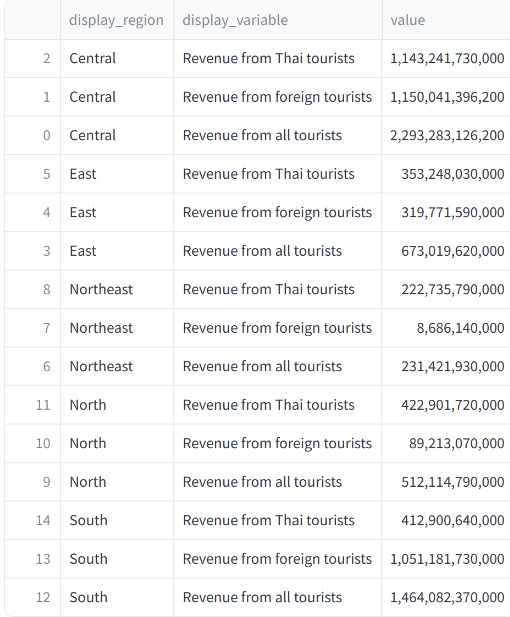 display_region display_variable value
2 Central Revenue from Thai tourists 1,143,241,730,000
1 Central Revenue from foreign tourists 1,150,041,396,200
0 Central Revenue from all tourists 2,293,283,126,200
5 East Revenue from Thai tourists 353,248,030,000
4 East Revenue from foreign tourists 319,771,590,000
3 East Revenue from all tourists 673,019,620,000
8 Northeast Revenue from Thai tourists 222,735,790,000
7 Northeast Revenue from foreign tourists 8,686,140,000
6 Northeast Revenue from all tourists 231,421,930,000
11 North Revenue from Thai tourists 422,901,720,000
10 North Revenue from foreign tourists 89,213,070,000
9 North Revenue from all tourists 512,114,790,000
14 South Revenue from Thai tourists 412,900,640,000
13 South Revenue from foreign tourists 1,051,181,730,000
12 South Revenue from all tourists 1,464,082,370,000